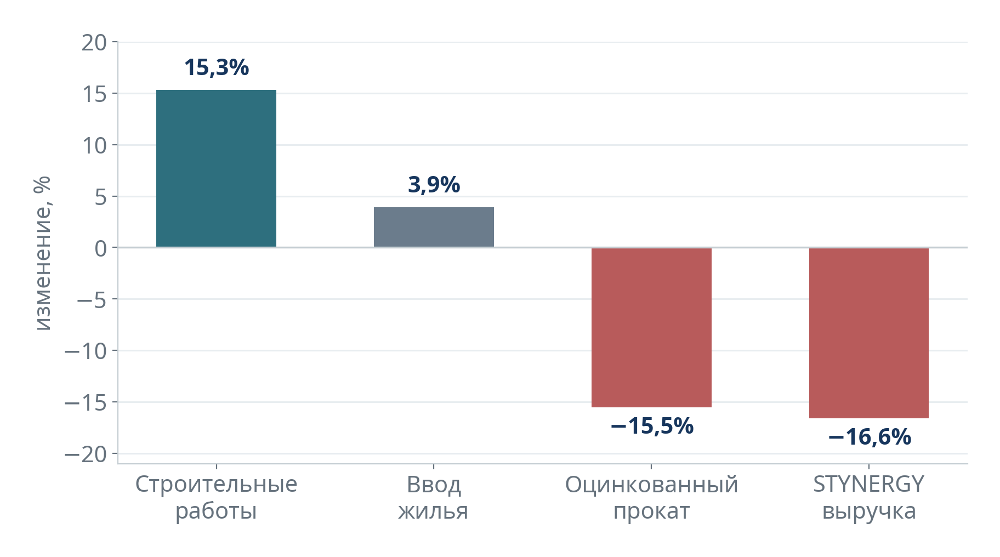 изменение, %
20
15
10
5
0
−5
−10
−15
−20
15,3%
3,9%
−15,5%
−16,6%
Строительные
работы
Ввод
жилья
Оцинкованный
прокат
STYNERGY
выручка